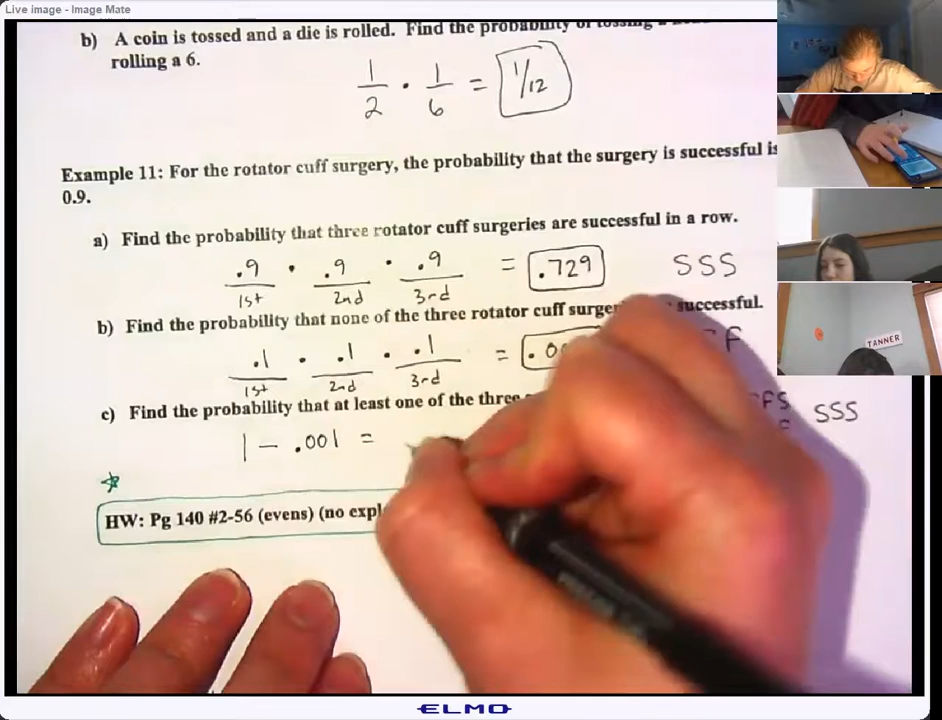 Live image - Image Mate
b) A coin is tossed and a die is rolled. Find the probability of tossing a
rolling a 6.
1/2 · 1/6 = 1/12
Example 11: For the rotator cuff surgery, the probability that the surgery is successful is
0.9.
a) Find the probability that three rotator cuff surgeries are successful in a row.
.9 · .9 · .9 = .729 SSS
1st 2nd 3rd
b) Find the probability that none of the three rotator cuff successful.
.1 · .1 · .1 =
1st 2nd 3rd
c) Find the probability that at least one of the three
SSS
1 - .001 =
HW: Pg 140 #2-56 (evens) (no
TANNER
ELMO